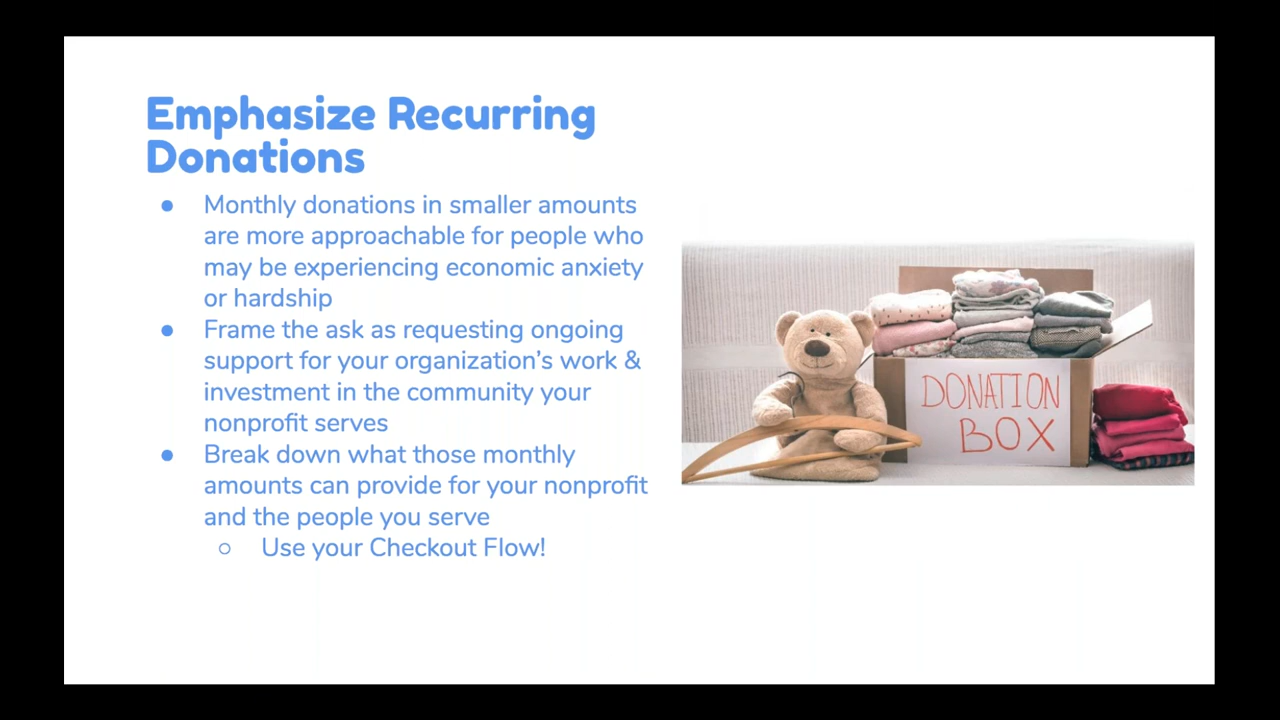 Emphasize Recurring
Donations
● Monthly donations in smaller amounts
are more approachable for people who
may be experiencing economic anxiety
or hardship
● Frame the ask as requesting ongoing
support for your organization's work &
investment in the community your
nonprofit serves
● Break down what those monthly
amounts can provide for your nonprofit
and the people you serve
○ Use your Checkout Flow!
DONATION
BOX